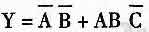 Y = A̅ B̅ + AB C̅